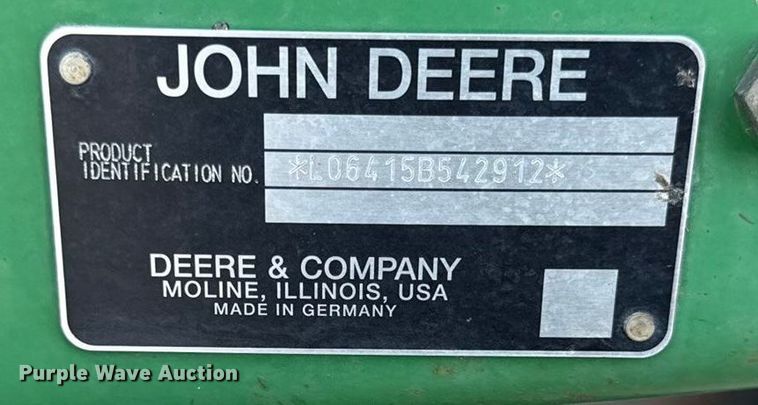 JOHN DEERE
PRODUCT
IDENTIFICATION NO.
*L06415B542912*
DEERE & COMPANY
MOLINE, ILLINOIS, USA
MADE IN GERMANY
Purple Wave Auction